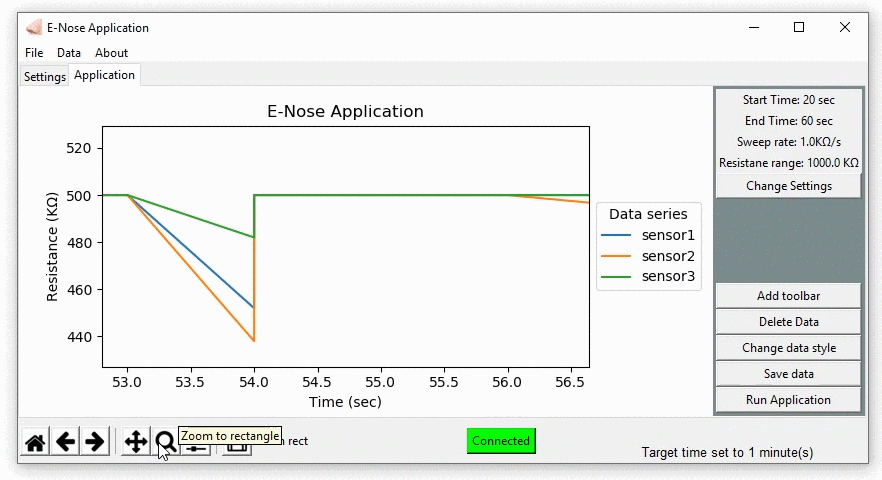 E-Nose Application
File Data About
Settings Application
E-Nose Application
520
500
480
460
440
Resistance (KΩ)
53.0 53.5 54.0 54.5 55.0 55.5 56.0 56.5
Time (sec)
Data series
sensor1
sensor2
sensor3
Start Time: 20 sec
End Time: 60 sec
Sweep rate: 1.0KΩ/s
Resistane range: 1000.0 KΩ
Change Settings
Add toolbar
Delete Data
Change data style
Save data
Run Application
Zoom to rectangle
rect
Connected
Target time set to 1 minute(s)